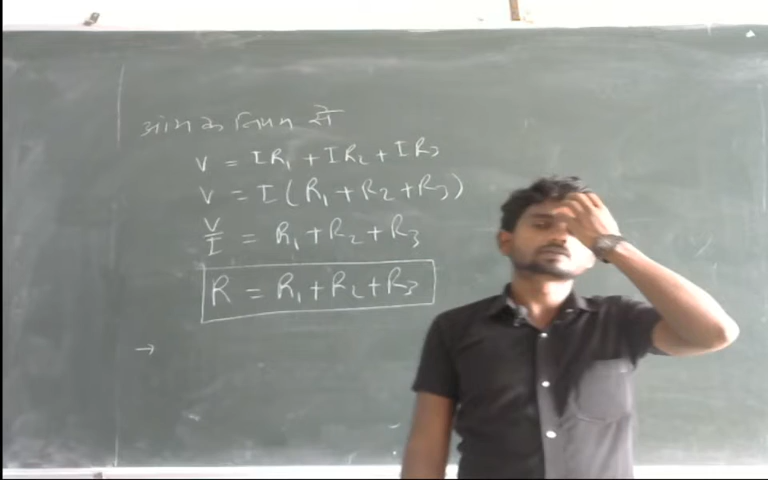 ओम के नियम से
V = IR₁ + IR₂ + IR₃
V = I (R₁ + R₂ + R₃)
V/I = R₁ + R₂ + R₃
R = R₁ + R₂ + R₃
→